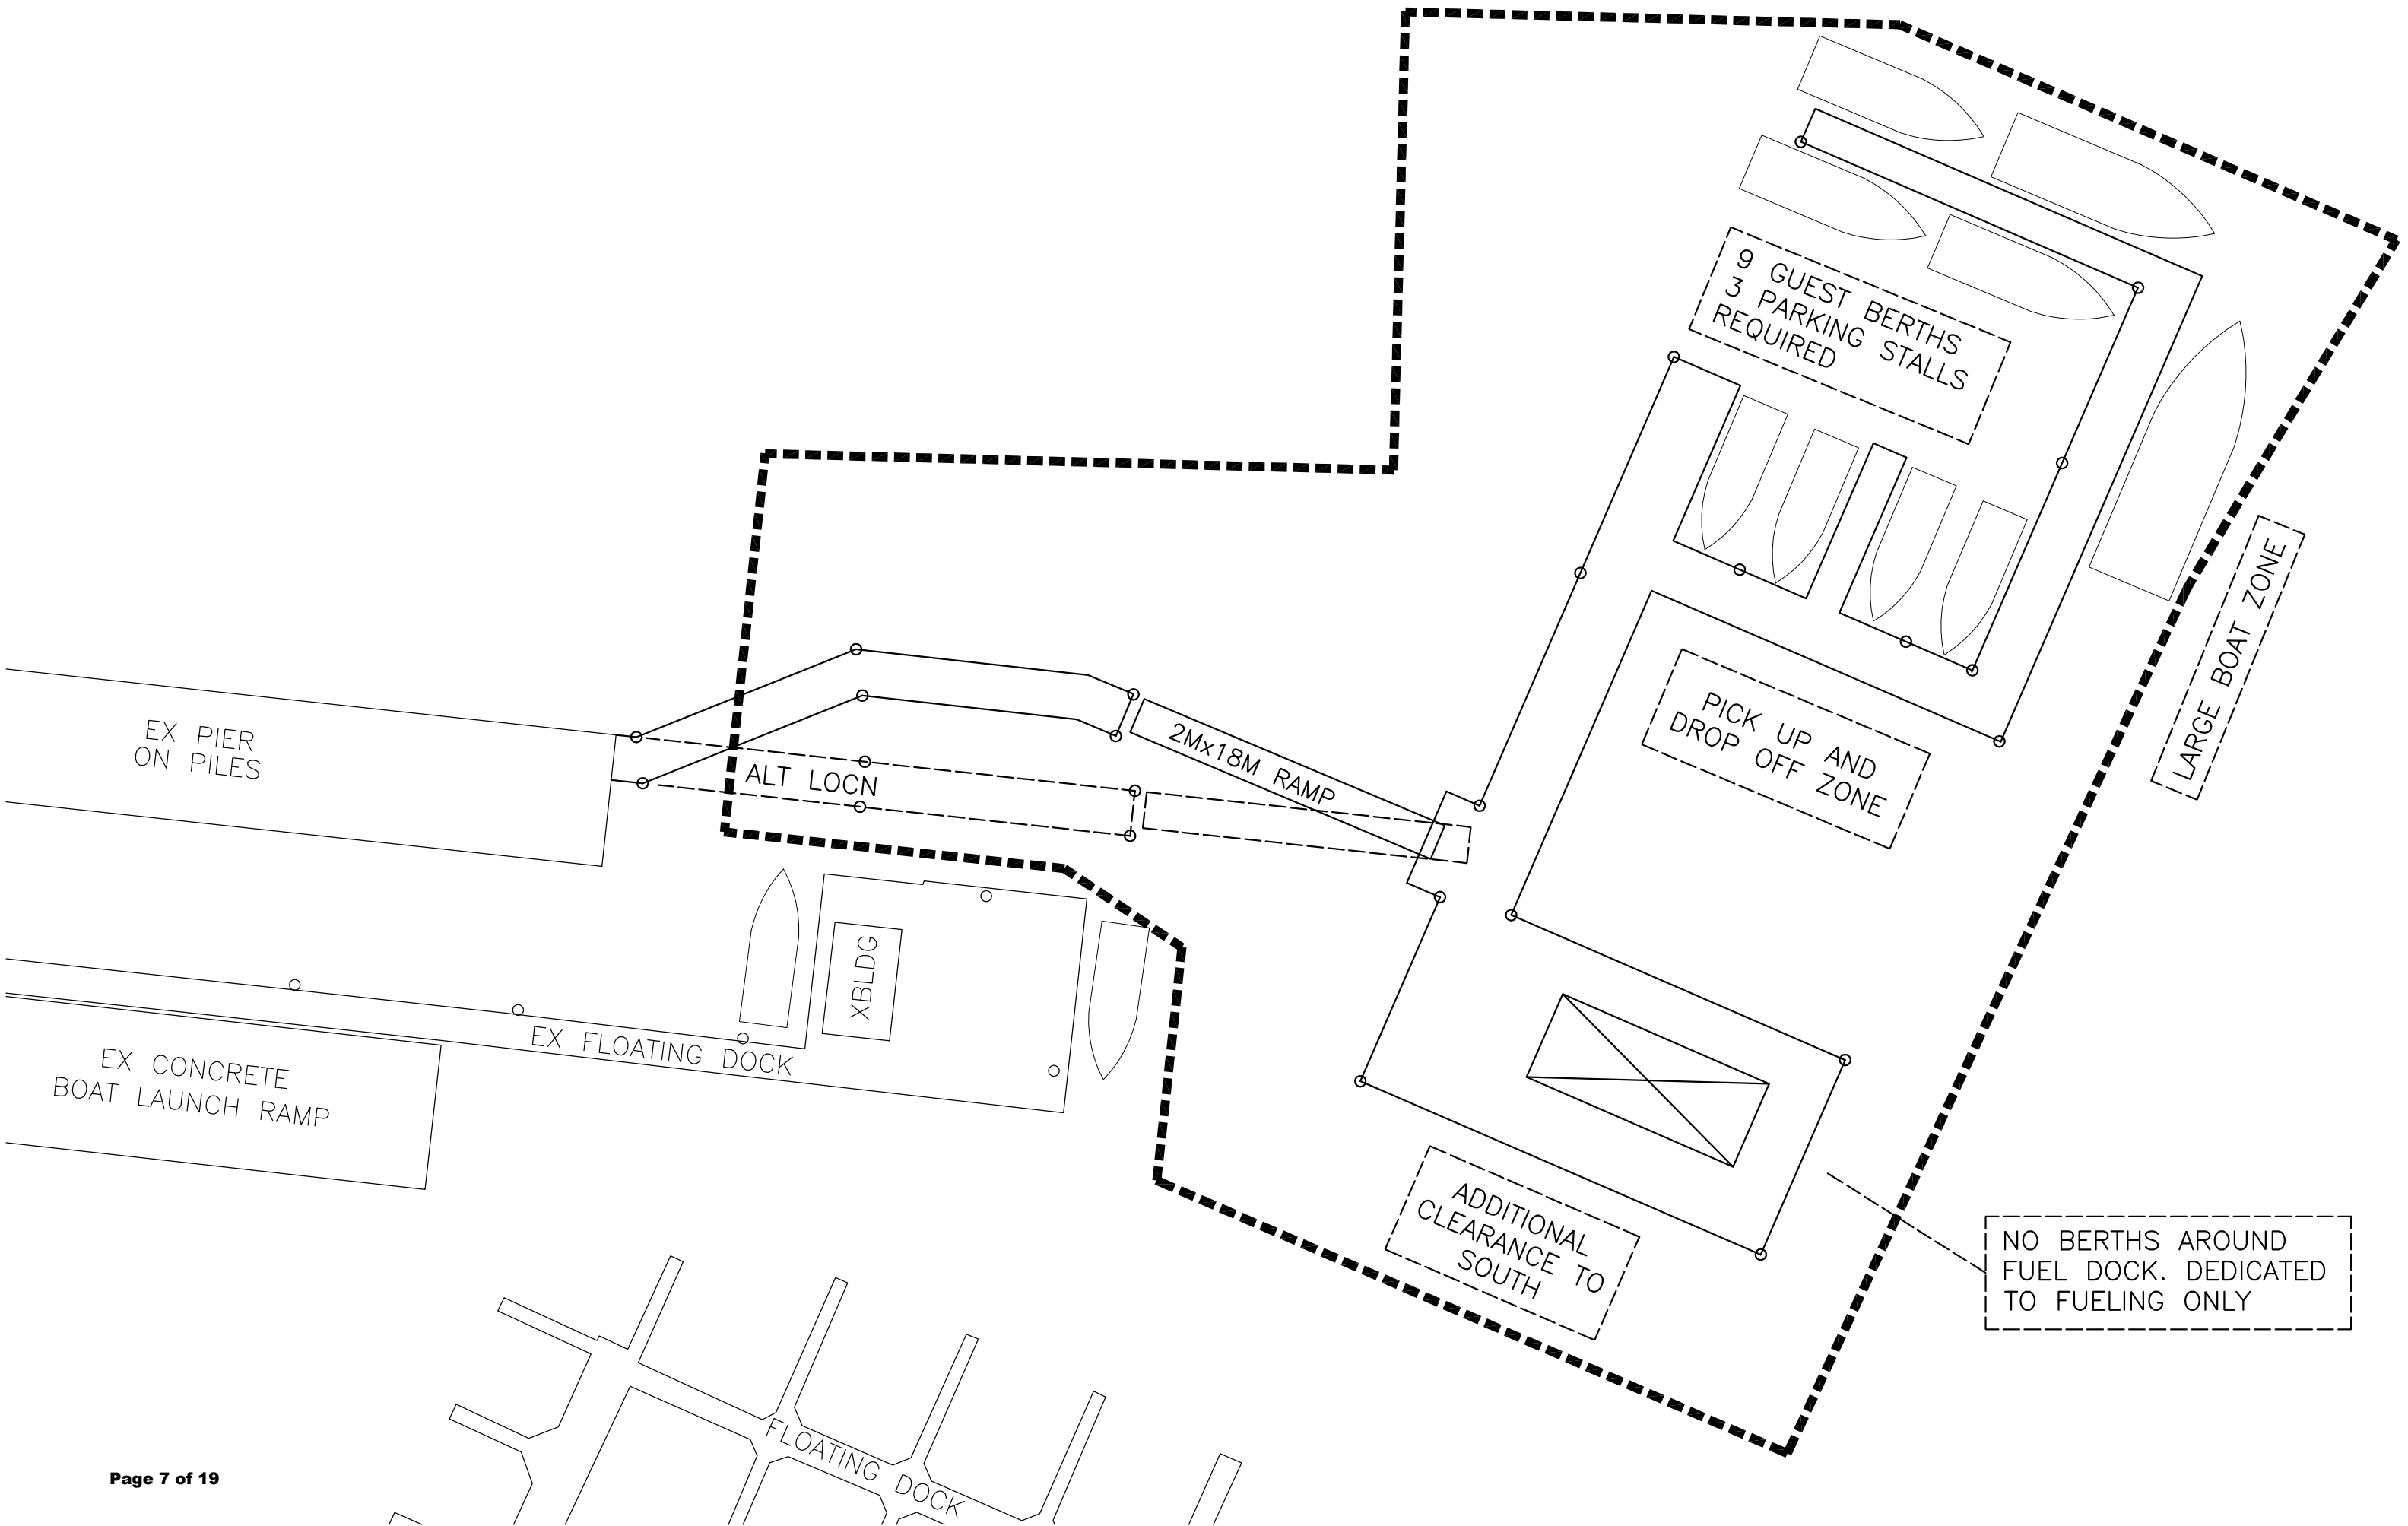 9 GUEST BERTHS
3 PARKING STALLS
REQUIRED
LARGE BOAT ZONE
PICK UP AND
DROP OFF ZONE
2Mx18M RAMP
ALT LOCN
EX PIER
ON PILES
XBLDG
EX FLOATING DOCK
EX CONCRETE
BOAT LAUNCH RAMP
ADDITIONAL
CLEARANCE TO
SOUTH
NO BERTHS AROUND
FUEL DOCK. DEDICATED
TO FUELING ONLY
FLOATING DOCK
Page 7 of 19